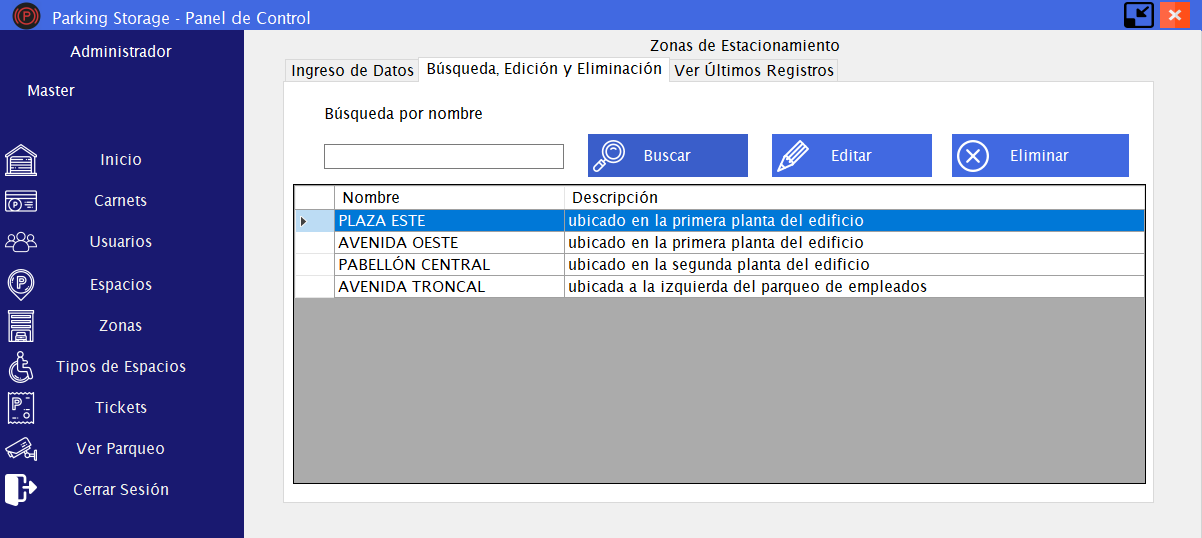 Parking Storage - Panel de Control
Administrador
Master
Inicio
Carnets
Usuarios
Espacios
Zonas
Tipos de Espacios
Tickets
Ver Parqueo
Cerrar Sesión
Zonas de Estacionamiento
Ingreso de Datos Búsqueda, Edición y Eliminación Ver Últimos Registros
Búsqueda por nombre
Buscar Editar Eliminar
Nombre Descripción
PLAZA ESTE ubicado en la primera planta del edificio
AVENIDA OESTE ubicado en la primera planta del edificio
PABELLÓN CENTRAL ubicado en la segunda planta del edificio
AVENIDA TRONCAL ubicada a la izquierda del parqueo de empleados